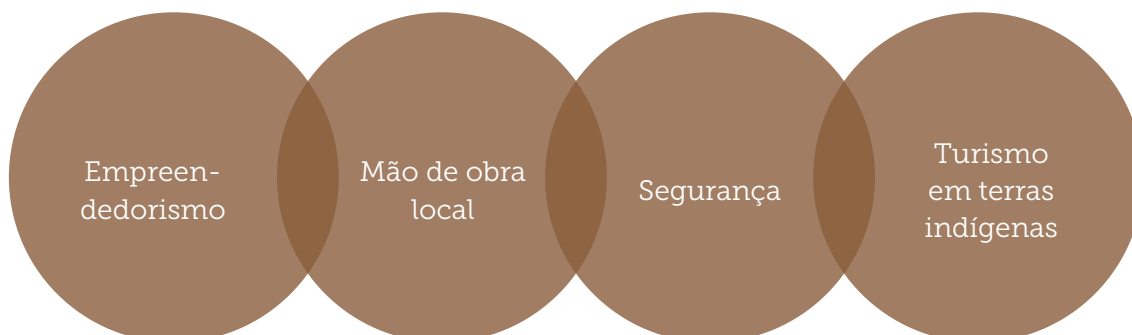 Empreen-
dedorismo
Mão de obra
local
Segurança
Turismo
em terras
indígenas